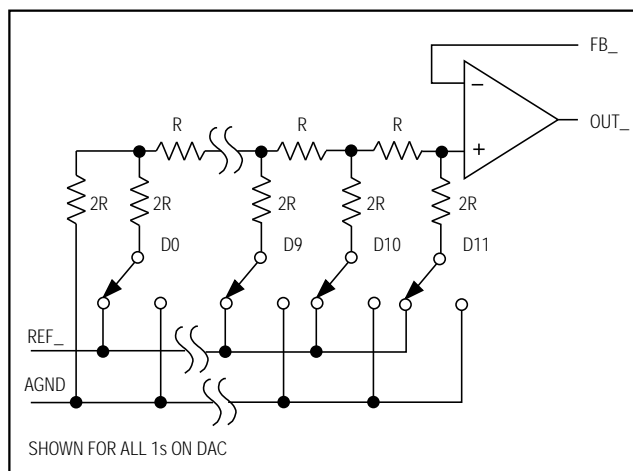 FB_
R R R
OUT_
− +
2R 2R 2R 2R 2R
D0 D9 D10 D11
REF_
AGND
SHOWN FOR ALL 1s ON DAC